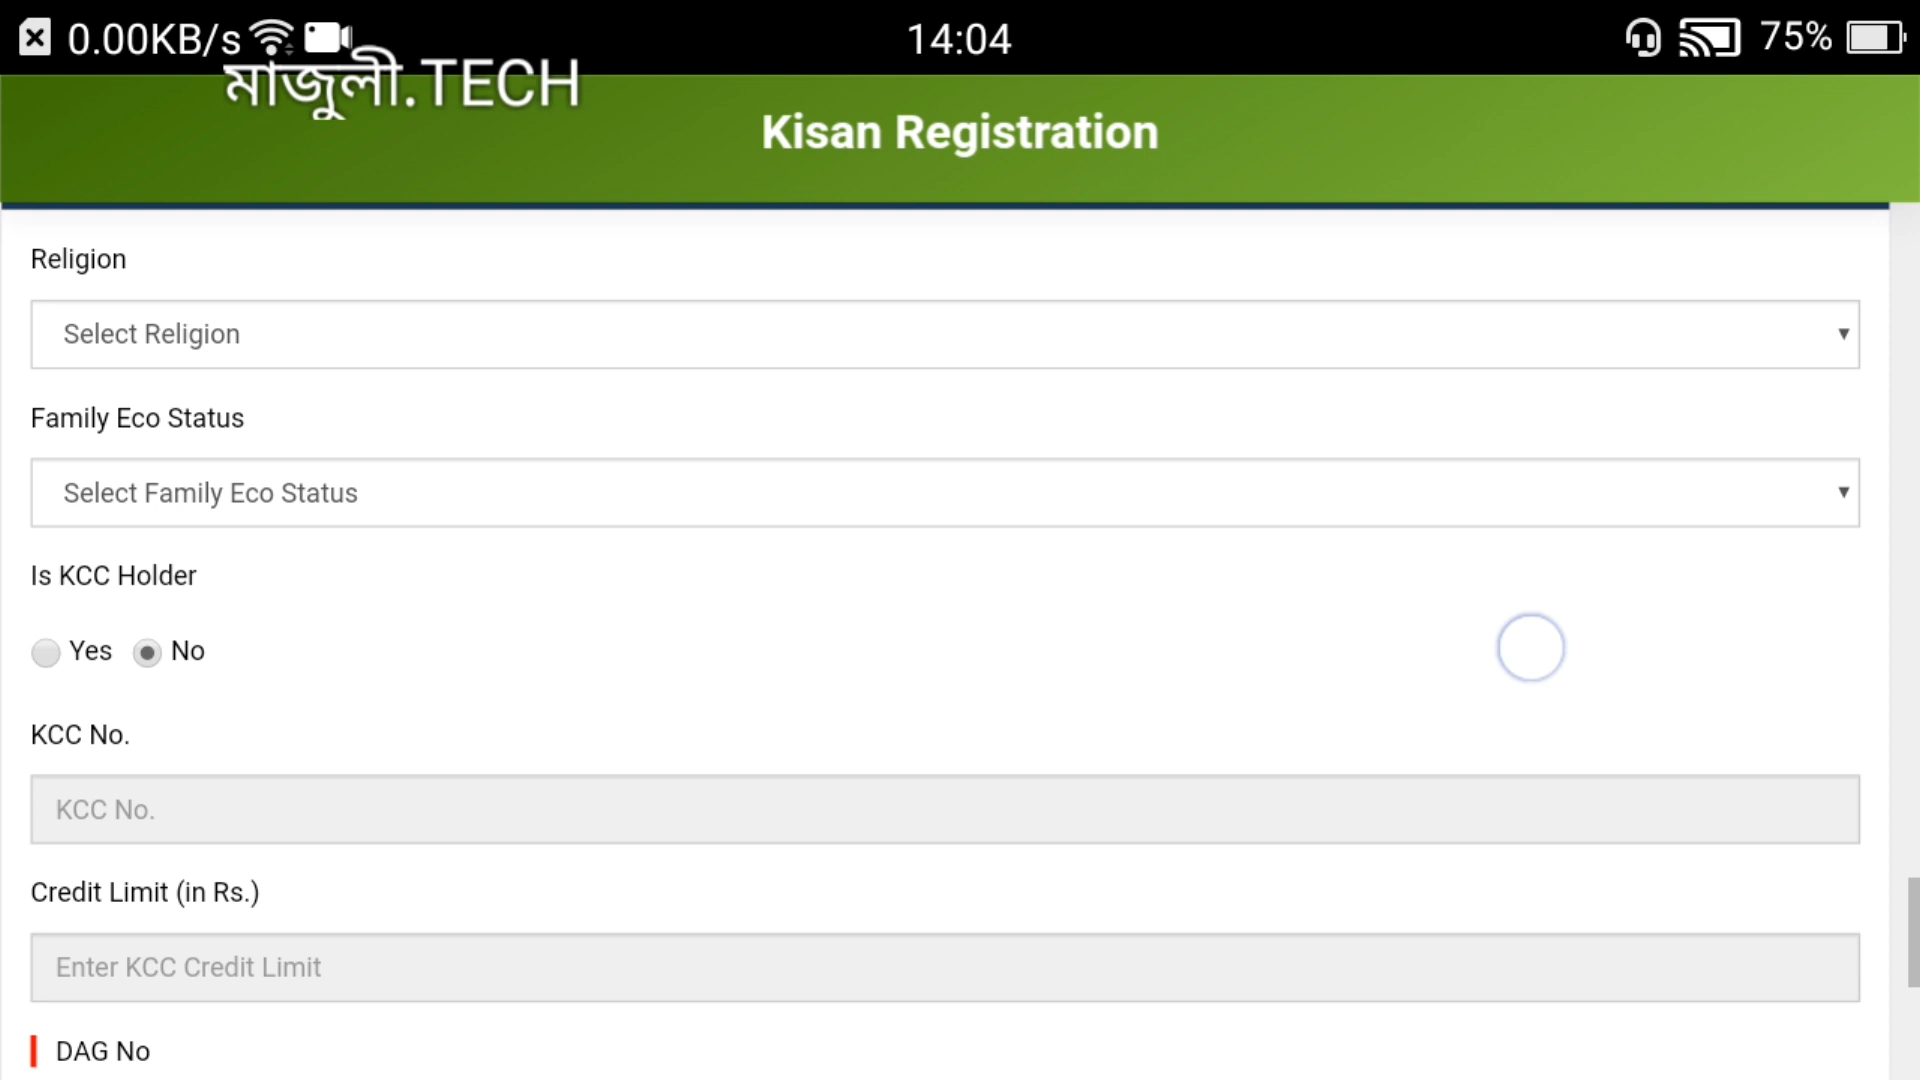 0.00KB/s
14:04
75%
মাজুলী.TECH
Kisan Registration
Religion
Select Religion
Family Eco Status
Select Family Eco Status
Is KCC Holder
Yes No
KCC No.
KCC No.
Credit Limit (in Rs.)
Enter KCC Credit Limit
DAG No